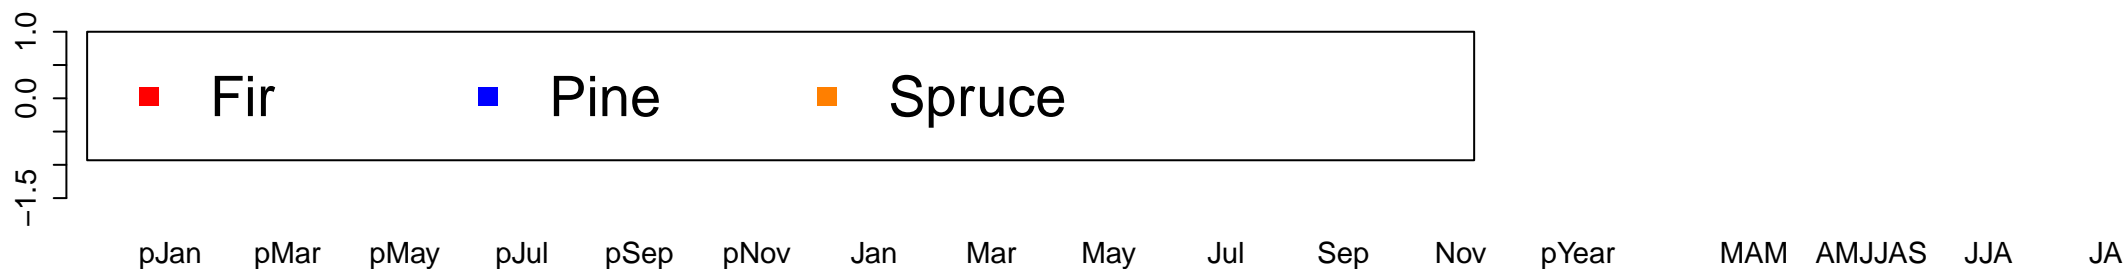 1.0
0.0
−1.5
Fir Pine Spruce
pJan pMar pMay pJul pSep pNov Jan Mar May Jul Sep Nov pYear MAM AMJJAS JJA JA